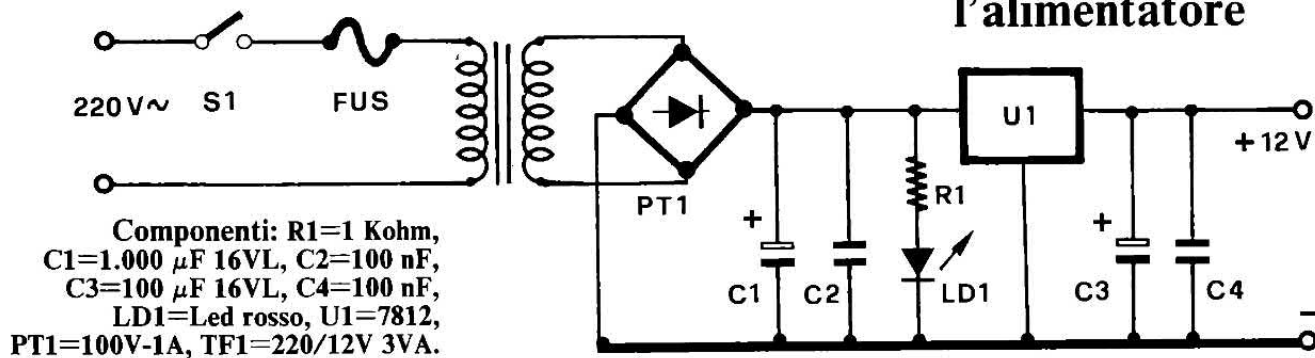 l'alimentatore
220V~
S1
FUS
PT1
U1
+12V
R1
+
C1
C2
LD1
+
C3
C4
–
Componenti: R1=1 Kohm,
C1=1.000 μF 16VL, C2=100 nF,
C3=100 μF 16VL, C4=100 nF,
LD1=Led rosso, U1=7812,
PT1=100V-1A, TF1=220/12V 3VA.